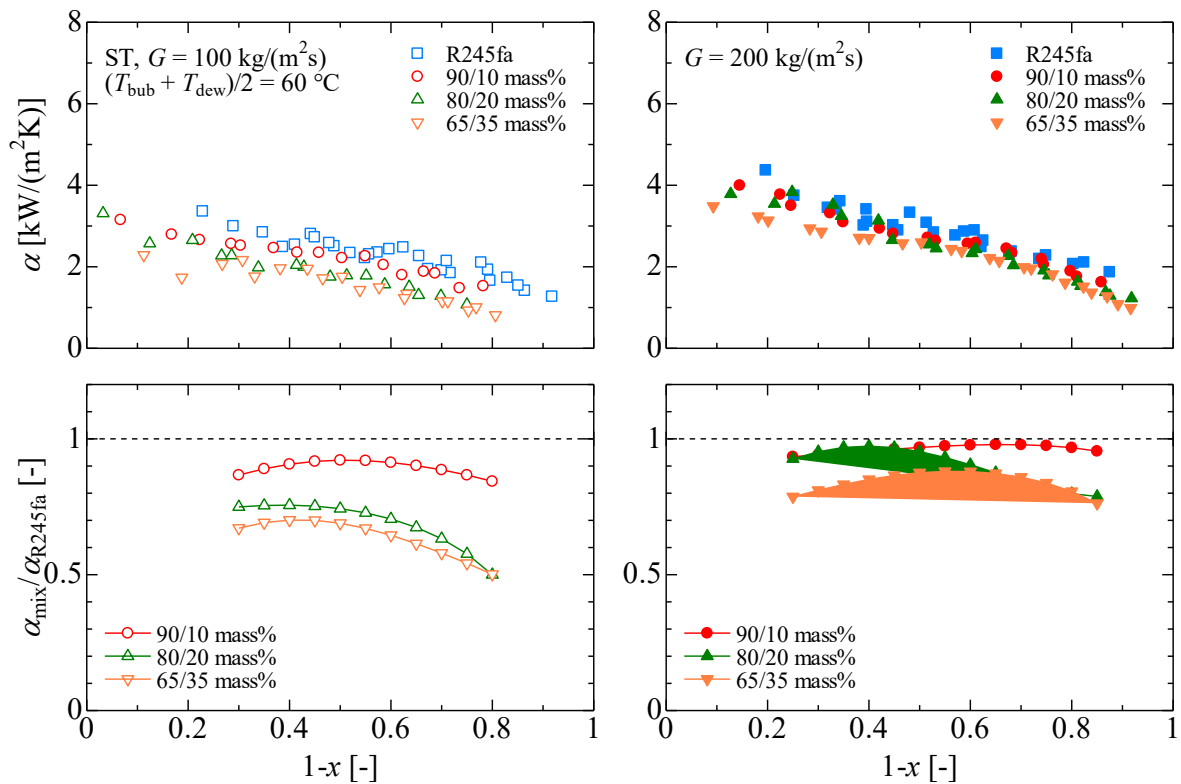 8
6
4
2
0
α [kW/(m²K)]
ST, G = 100 kg/(m²s)
(T_bub + T_dew)/2 = 60 °C
R245fa
90/10 mass%
80/20 mass%
65/35 mass%
8
6
4
2
0
G = 200 kg/(m²s)
R245fa
90/10 mass%
80/20 mass%
65/35 mass%
1
0.5
0
α_mix/α_R245fa [-]
90/10 mass%
80/20 mass%
65/35 mass%
0 0.2 0.4 0.6 0.8 1
1-x [-]
1
0.5
0
90/10 mass%
80/20 mass%
65/35 mass%
0 0.2 0.4 0.6 0.8 1
1-x [-]